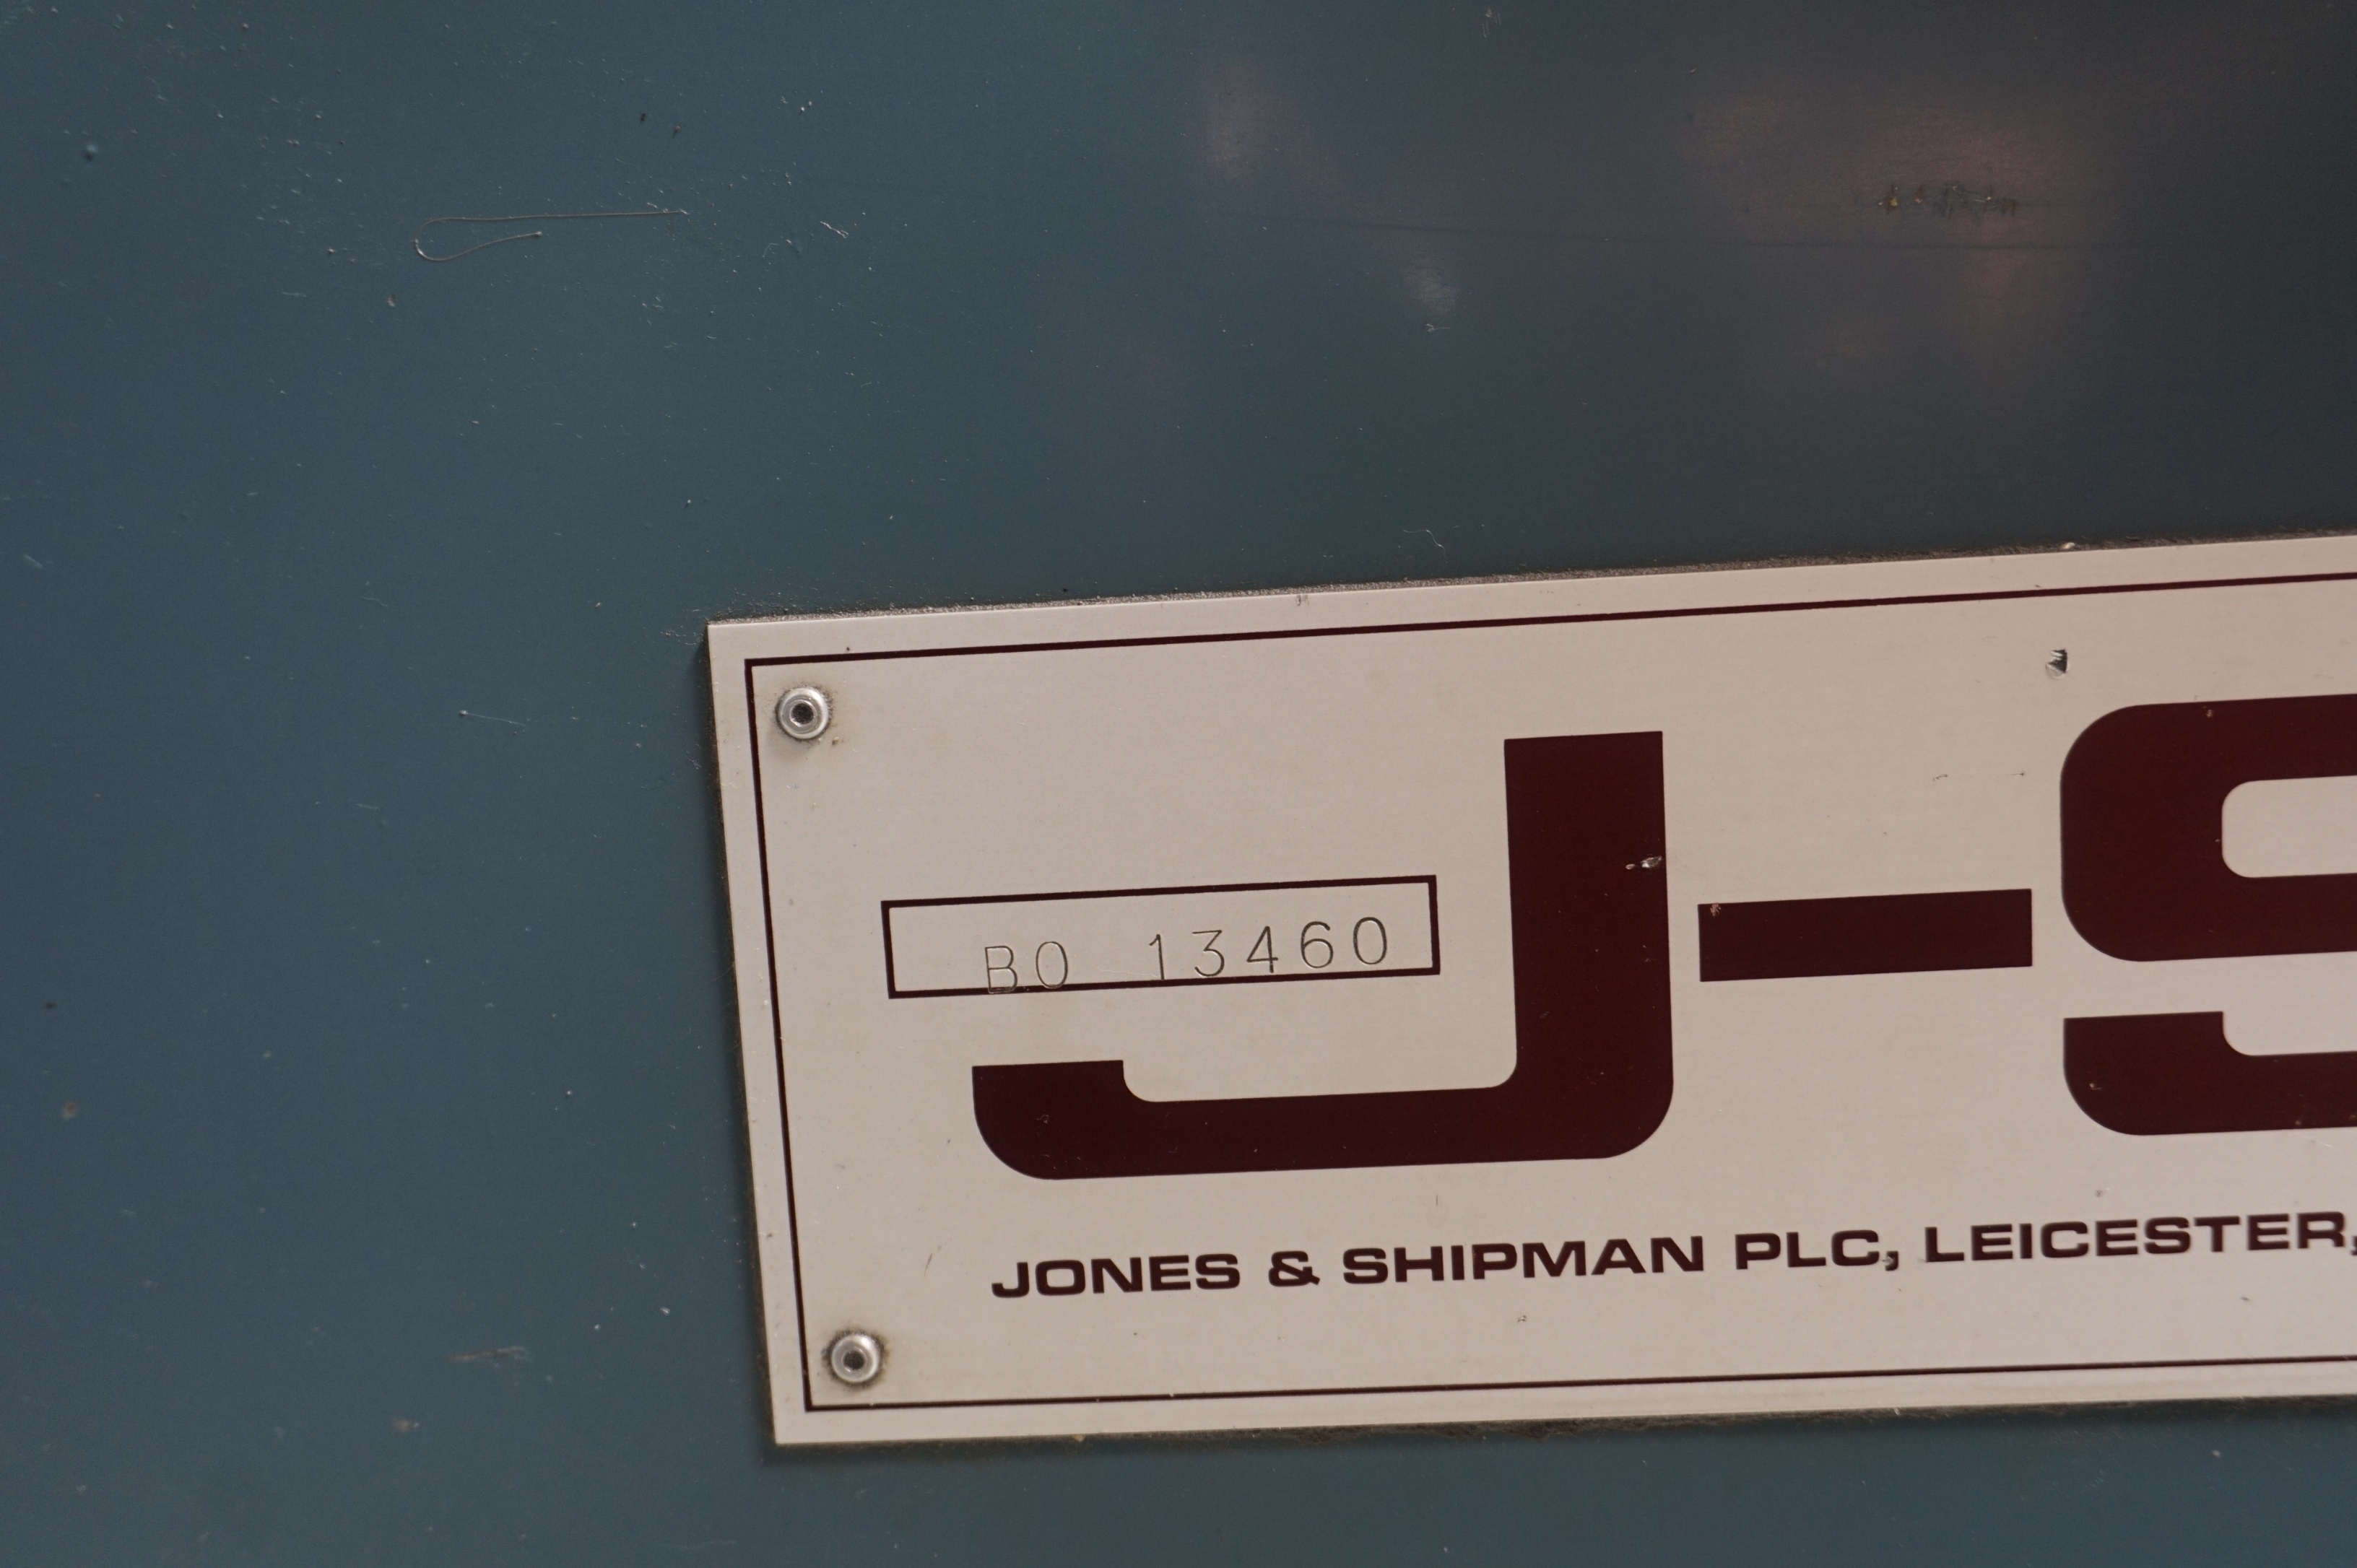 BO 13460
J-S
JONES & SHIPMAN PLC, LEICESTER,